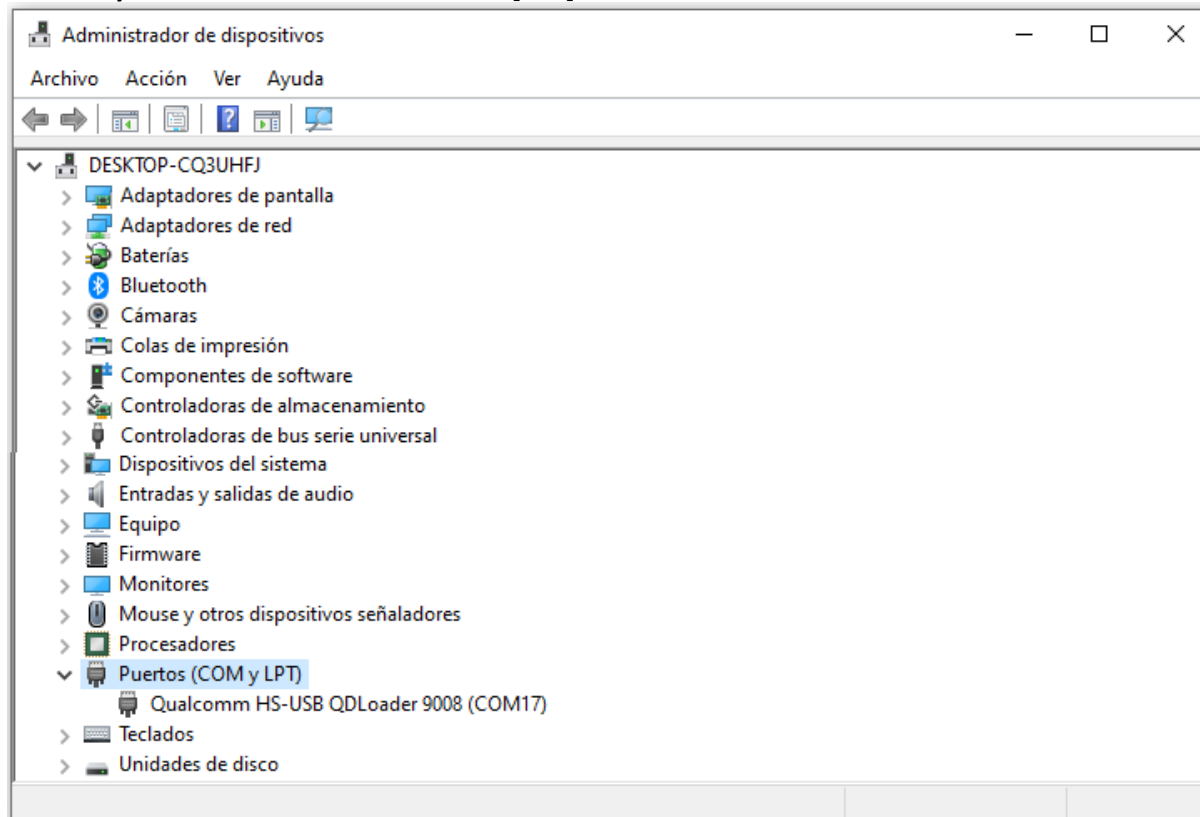 Administrador de dispositivos
Archivo Acción Ver Ayuda
DESKTOP-CQ3UHFJ
Adaptadores de pantalla
Adaptadores de red
Baterías
Bluetooth
Cámaras
Colas de impresión
Componentes de software
Controladoras de almacenamiento
Controladoras de bus serie universal
Dispositivos del sistema
Entradas y salidas de audio
Equipo
Firmware
Monitores
Mouse y otros dispositivos señaladores
Procesadores
Puertos (COM y LPT)
Qualcomm HS-USB QDLoader 9008 (COM17)
Teclados
Unidades de disco